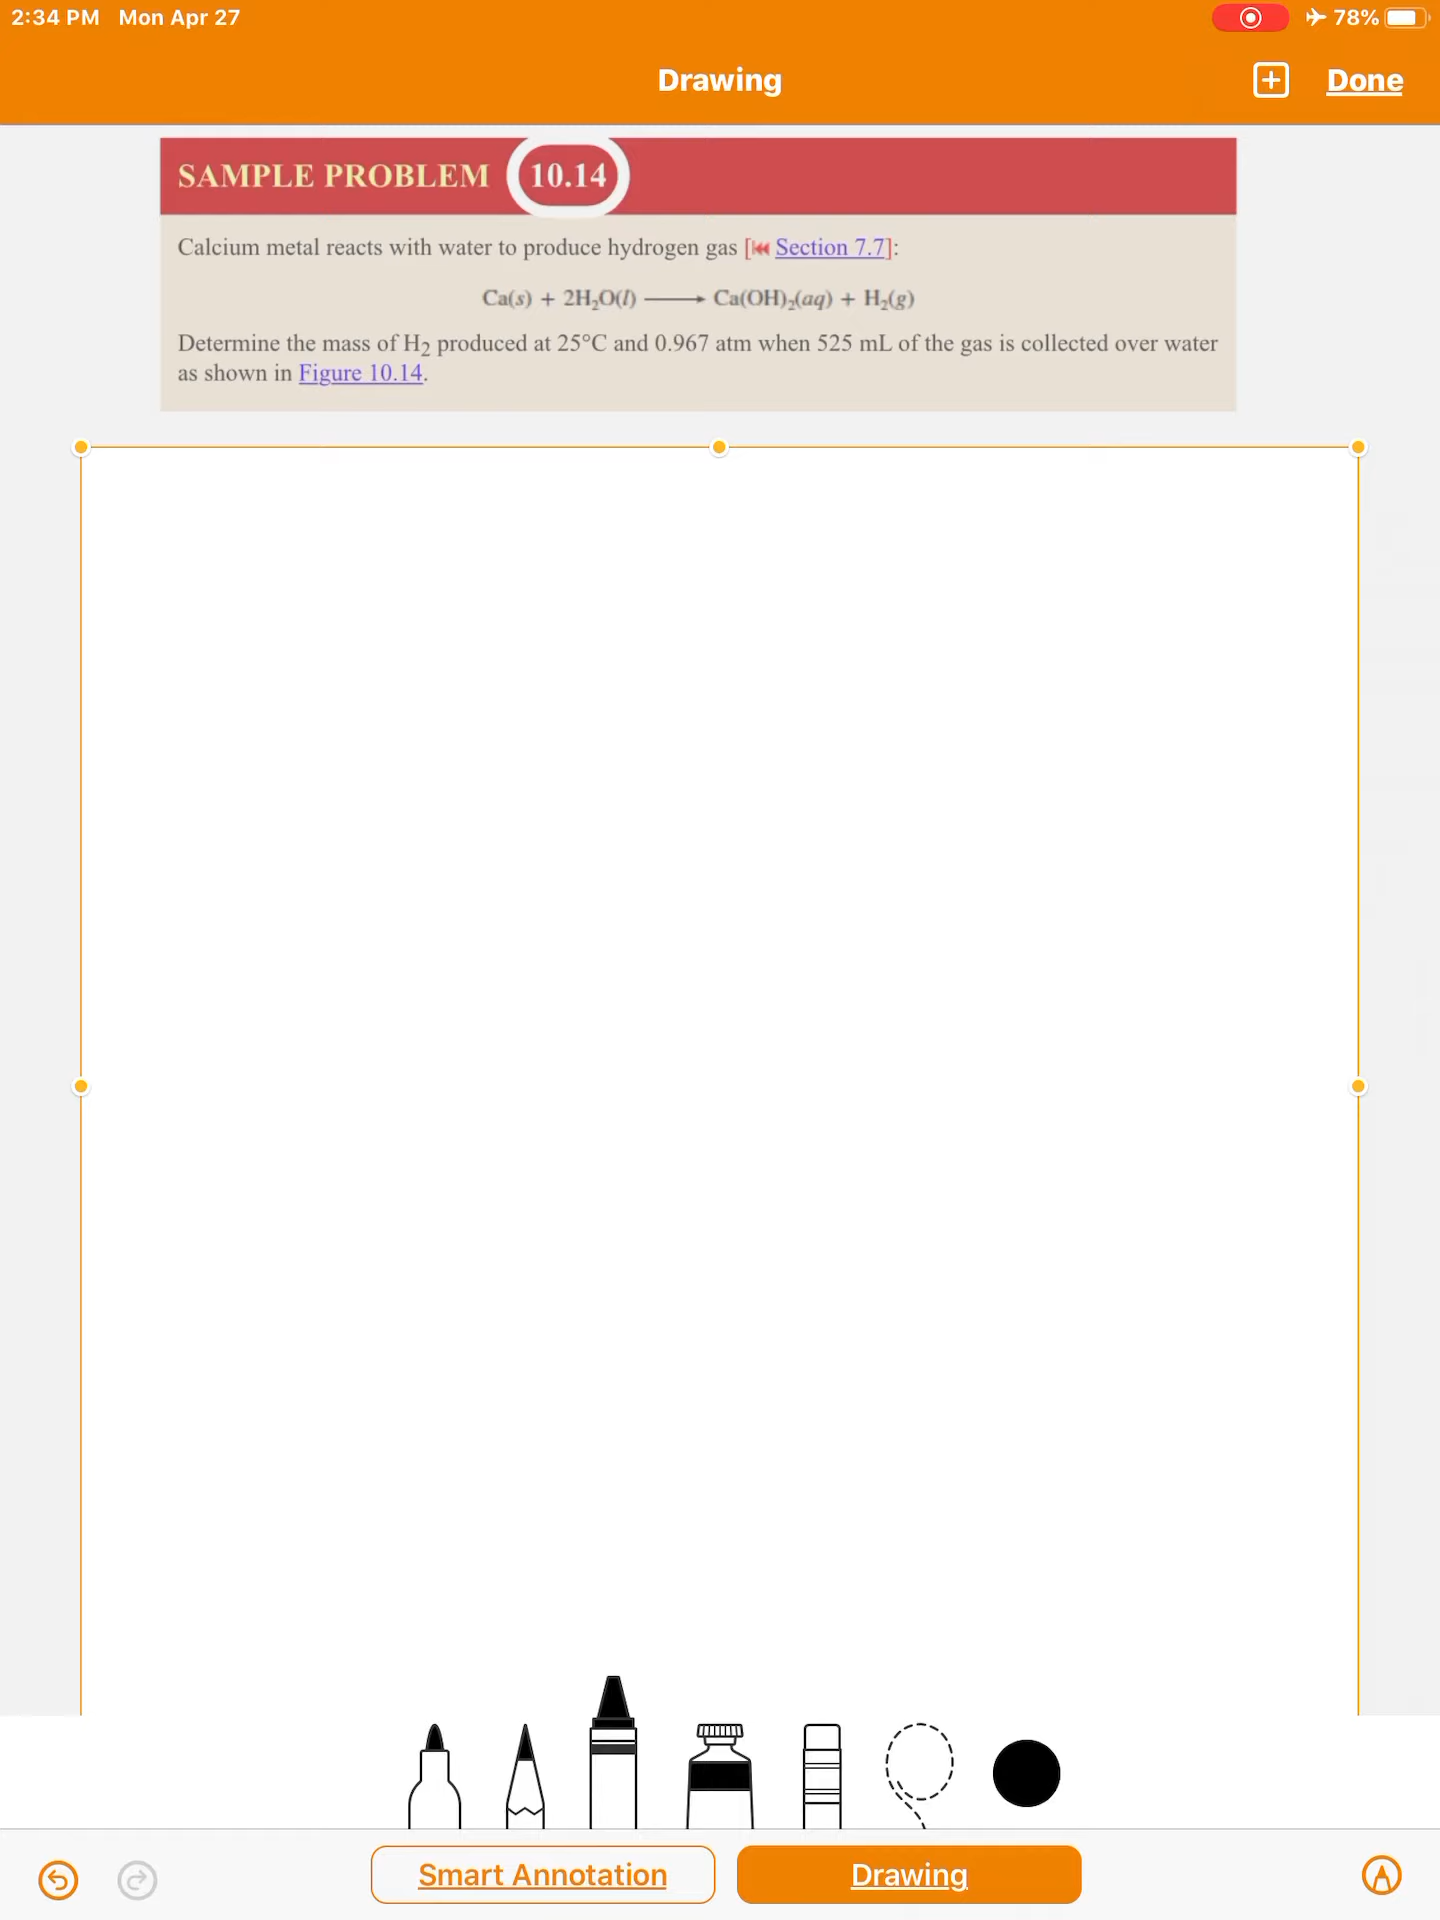 2:34 PM Mon Apr 27 78%
Drawing Done
SAMPLE PROBLEM 10.14
Calcium metal reacts with water to produce hydrogen gas [⏮ Section 7.7]:
Ca(s) + 2H₂O(l) ⟶ Ca(OH)₂(aq) + H₂(g)
Determine the mass of H₂ produced at 25°C and 0.967 atm when 525 mL of the gas is collected over water
as shown in Figure 10.14.
Smart Annotation Drawing